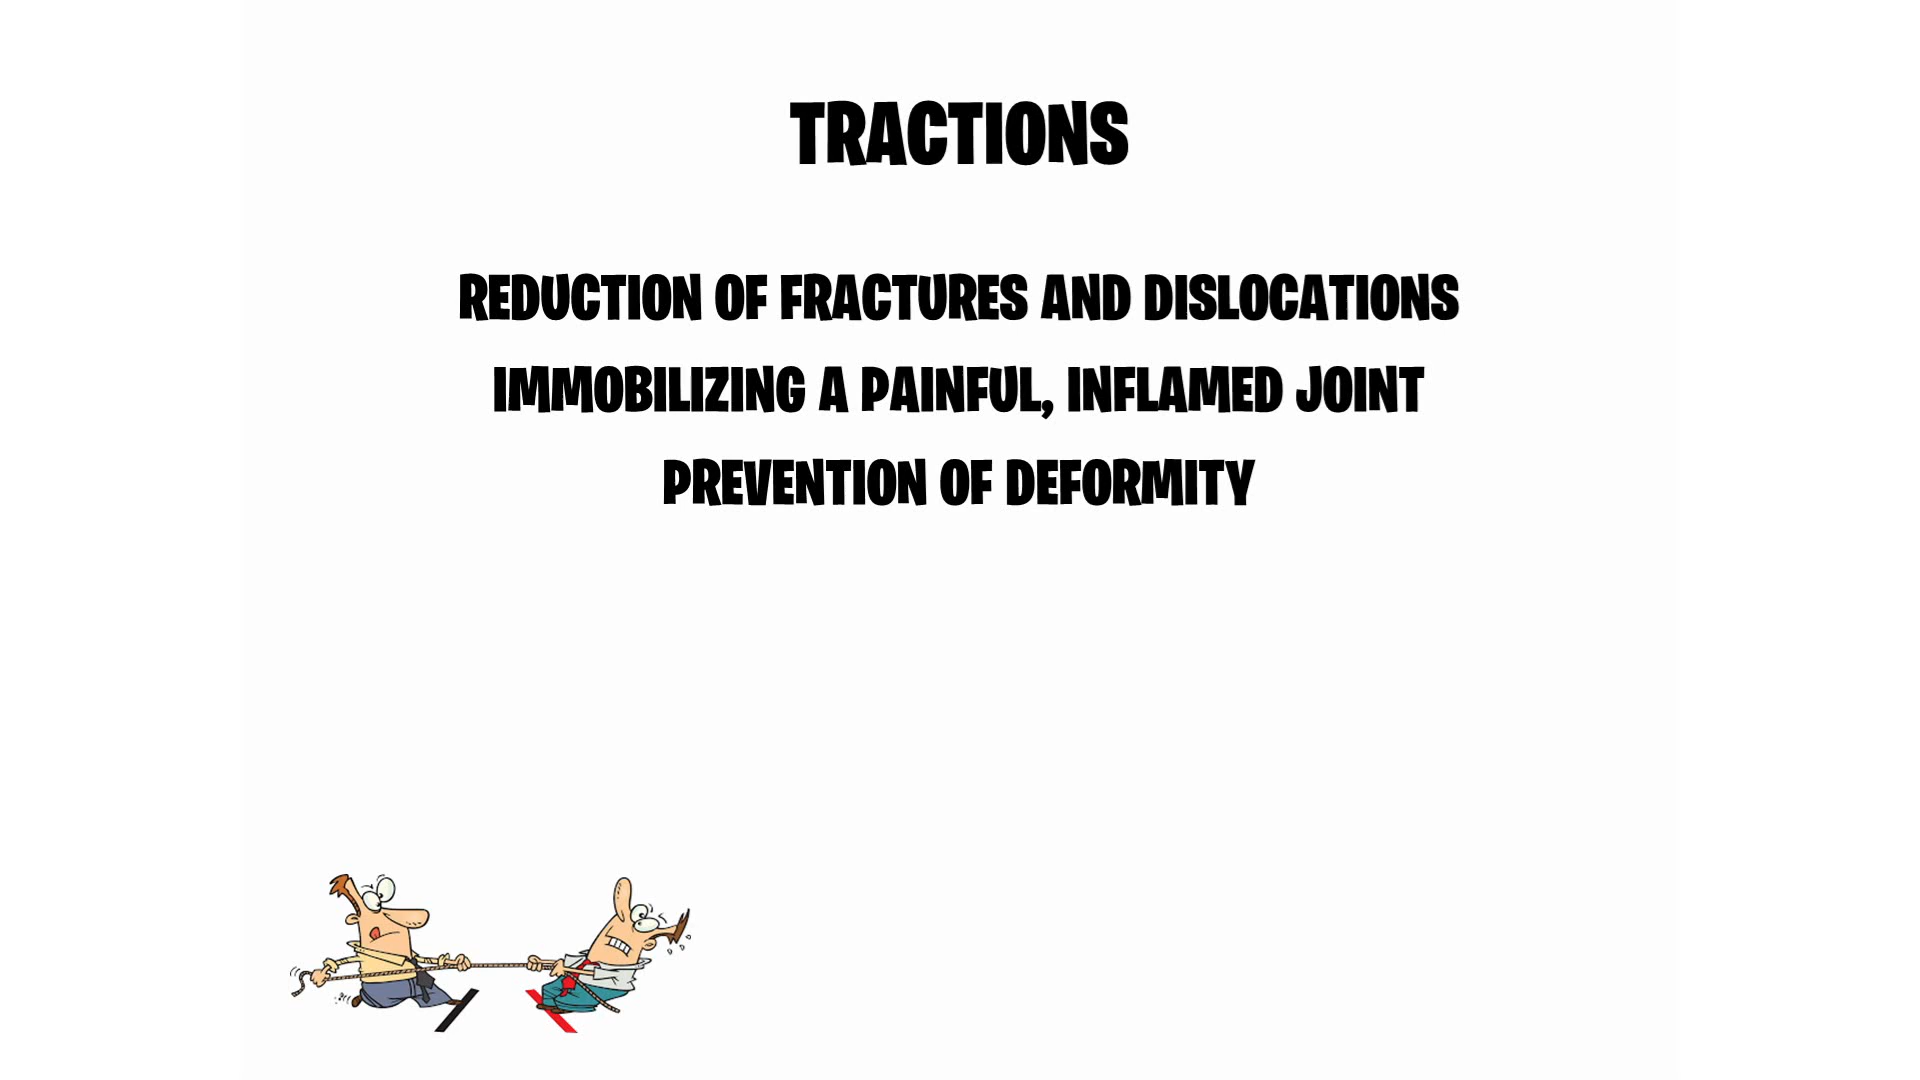 TRACTIONS
REDUCTION OF FRACTURES AND DISLOCATIONS
IMMOBILIZING A PAINFUL, INFLAMED JOINT
PREVENTION OF DEFORMITY